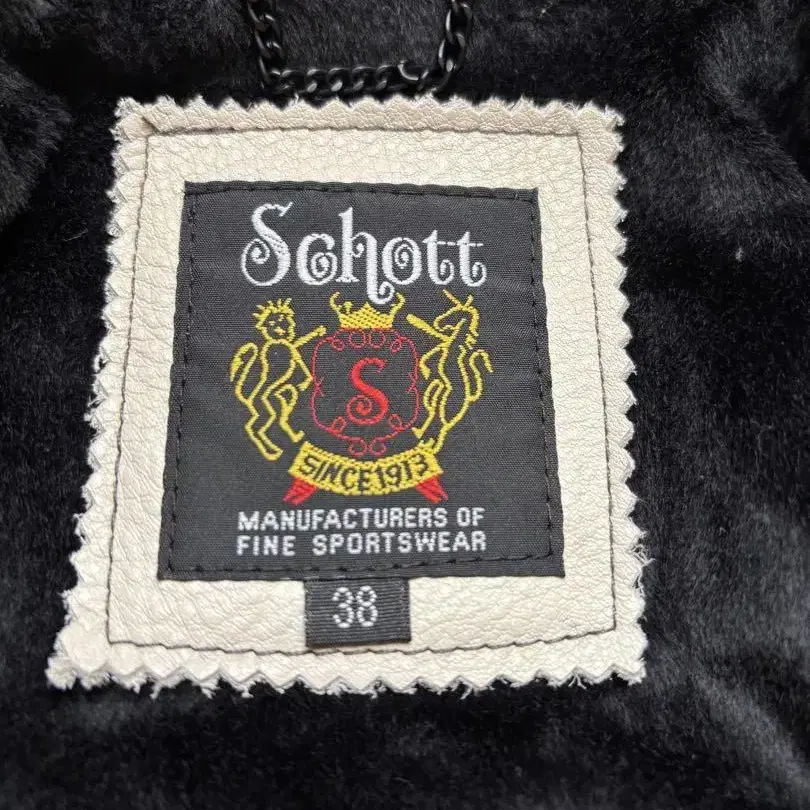 Schott
S
SINCE 1913
MANUFACTURERS OF
FINE SPORTSWEAR
38